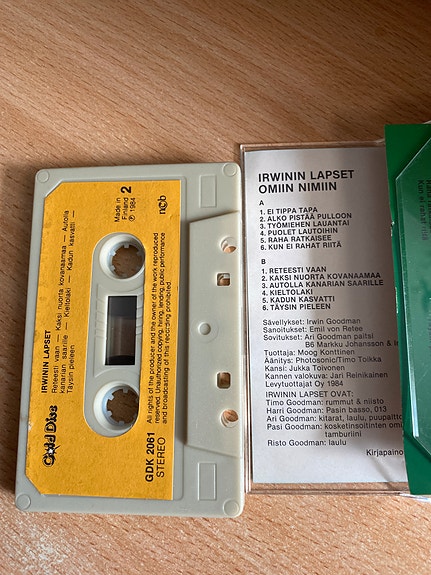 IRWININ LAPSET
Reteesti vaan — Kaksi nuorta kovanaamaa — Autolla
kanarian saarille — Kieltolaki — Kadun kasvatti —
Täysin pieleen
Made in
Finland
℗ 1984
2
ncb
All rights of the producer and the owner of the work reproduced
reserved. Unauthorized copying, hiring, lending, public performance
and broadcasting of this recording prohibited.
GDK 2061
STEREO
Gold Disc
IRWININ LAPSET
OMIIN NIMIIN
A
1. EI TIPPA TAPA
2. ALKO PISTÄÄ PULLOON
3. TYÖMIEHEN LAUANTAI
4. PUOLET LAUTOIHIN
5. RAHA RATKAISEE
6. KUN EI RAHAT RIITÄ
B
1. RETEESTI VAAN
2. KAKSI NUORTA KOVANAAMAA
3. AUTOLLA KANARIAN SAARILLE
4. KIELTOLAKI
5. KADUN KASVATTI
6. TÄYSIN PIELEEN
Sävellykset: Irwin Goodman
Sanoitukset: Emil von Retee
Sovitukset: Ari Goodman paitsi
B6 Markku Johansson &
Tuottaja: Moog Konttinen
Äänitys: Photosonic/Timo Toikka
Kansi: Jukka Toivonen
Kannen valokuva: Jari Reinikainen
Levytuottajat Oy 1984
IRWININ LAPSET OVAT:
Timo Goodman: rummut & niisto
Harri Goodman: Pasin basso, 013
Ari Goodman: kitarat, laulu,
Pasi Goodman: kosketinsoitinten
tamburiini
Risto Goodman: laulu